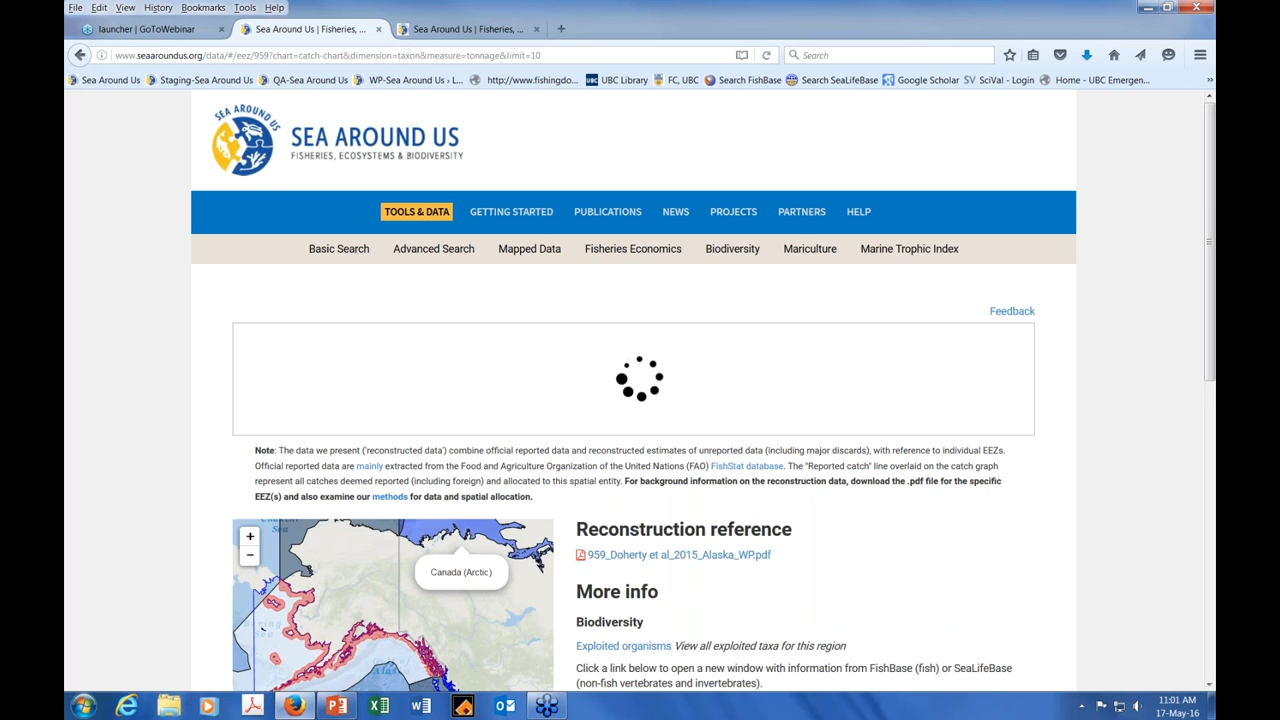 File Edit View History Bookmarks Tools Help
launcher | GoToWebinar × Sea Around Us | Fisheries, ... × Sea Around Us | Fisheries, ... × +
www.seaaroundus.org/data/#/eez/959?chart=catch-chart&dimension=taxon&measure=tonnage&limit=10 Search
Sea Around Us Staging-Sea Around Us QA-Sea Around Us WP-Sea Around Us › L... http://www.fishingdo... UBC Library FC, UBC Search FishBase Search SeaLifeBase Google Scholar SV SciVal - Login Home - UBC Emergen...
SEA AROUND US
SEA AROUND US
FISHERIES, ECOSYSTEMS & BIODIVERSITY
TOOLS & DATA GETTING STARTED PUBLICATIONS NEWS PROJECTS PARTNERS HELP
Basic Search Advanced Search Mapped Data Fisheries Economics Biodiversity Mariculture Marine Trophic Index
Feedback
Note: The data we present ('reconstructed data') combine official reported data and reconstructed estimates of unreported data (including major discards), with reference to individual EEZs.
Official reported data are mainly extracted from the Food and Agriculture Organization of the United Nations (FAO) FishStat database. The "Reported catch" line overlaid on the catch graph
represent all catches deemed reported (including foreign) and allocated to this spatial entity. For background information on the reconstruction data, download the .pdf file for the specific
EEZ(s) and also examine our methods for data and spatial allocation.
+
−
Sea
Canada (Arctic)
Reconstruction reference
959_Doherty et al_2015_Alaska_WP.pdf
More info
Biodiversity
Exploited organisms View all exploited taxa for this region
Click a link below to open a new window with information from FishBase (fish) or SeaLifeBase
(non-fish vertebrates and invertebrates).
11:01 AM
17-May-16